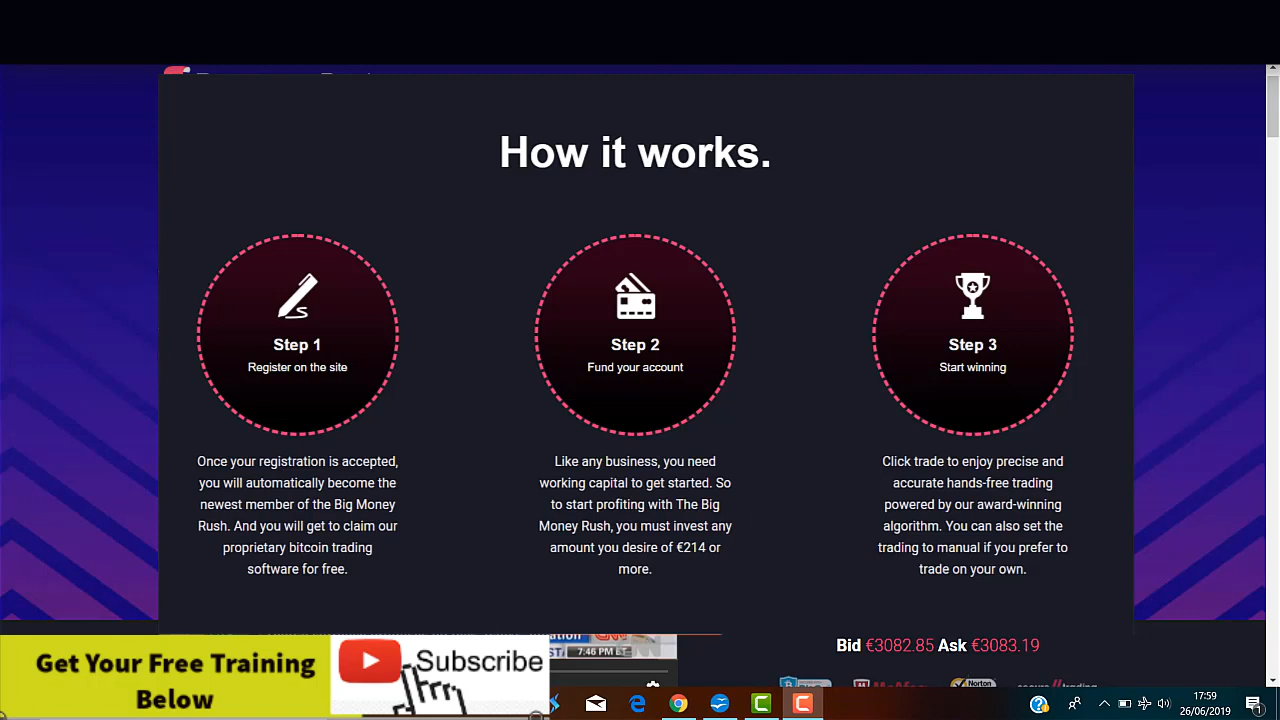 How it works.
Step 1
Register on the site
Once your registration is accepted,
you will automatically become the
newest member of the Big Money
Rush. And you will get to claim our
proprietary bitcoin trading
software for free.
Step 2
Fund your account
Like any business, you need
working capital to get started. So
to start profiting with The Big
Money Rush, you must invest any
amount you desire of €214 or
more.
Step 3
Start winning
Click trade to enjoy precise and
accurate hands-free trading
powered by our award-winning
algorithm. You can also set the
trading to manual if you prefer to
trade on your own.
Get Your Free Training
Below
Subscribe
7:46 PM ET
Bid €3082.85 Ask €3083.19
Norton
17:59
26/06/2019
1